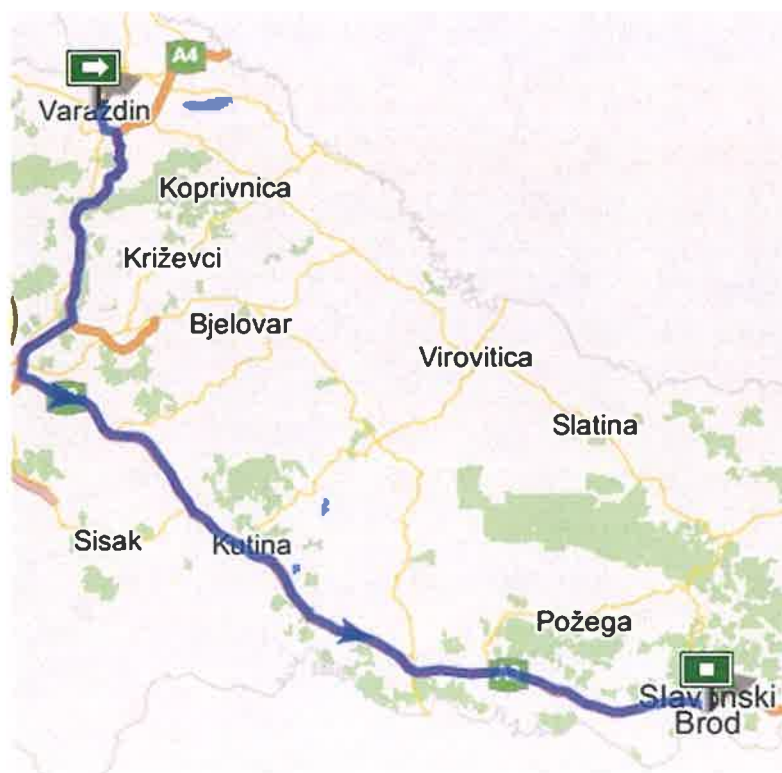 A4
Varaždin
Koprivnica
Križevci
Bjelovar
Virovitica
Slatina
Sisak
Kutina
Požega
Slavonski
Brod